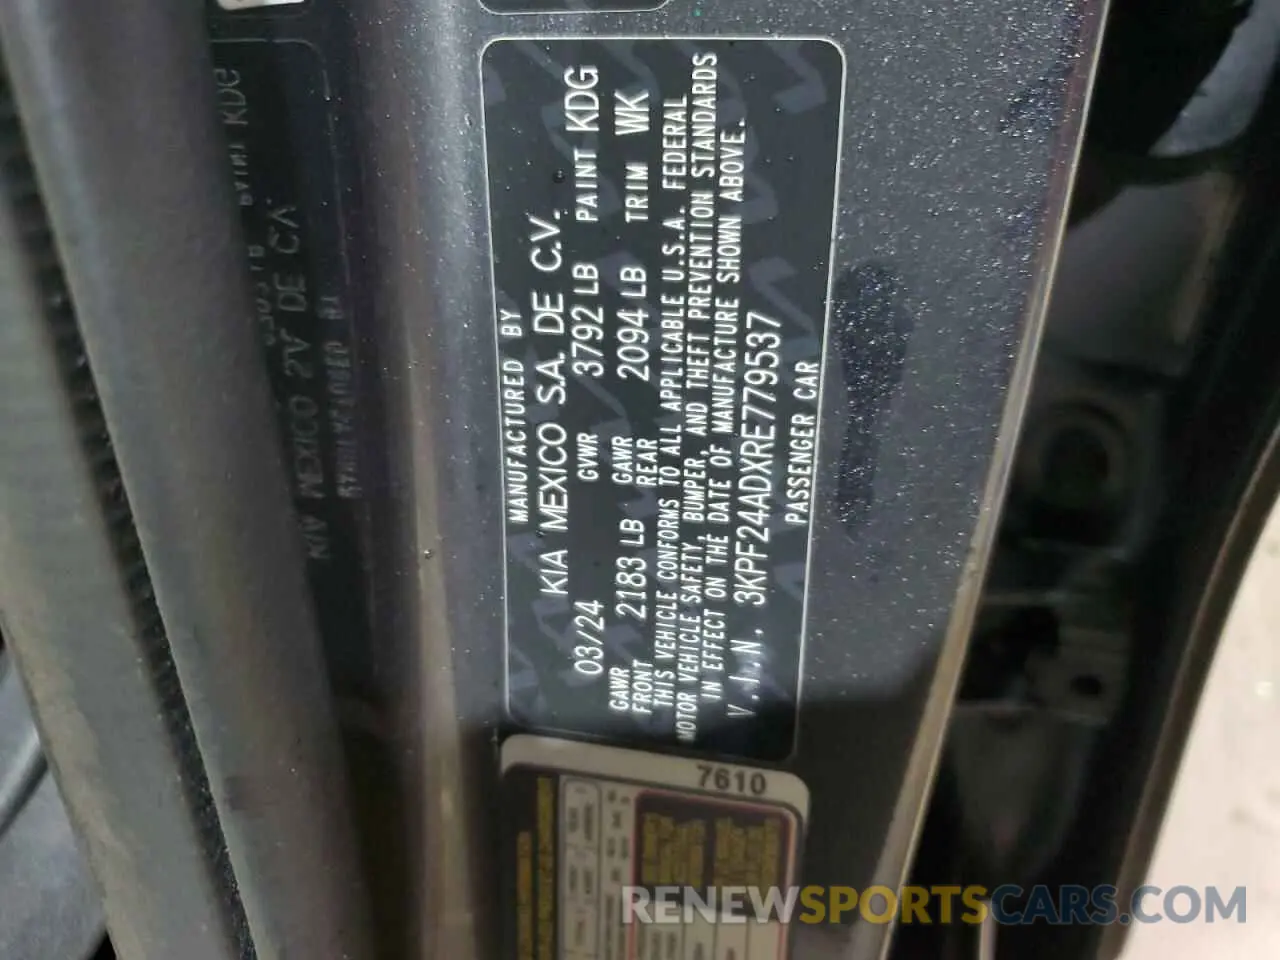 MANUFACTURED BY
KIA MEXICO S.A. DE C.V.
03/24 GVWR 3792 LB PAINT KDG
GAWR FRONT 2183 LB GAWR REAR 2094 LB TRIM WK
THIS VEHICLE CONFORMS TO ALL APPLICABLE U.S.A. FEDERAL
MOTOR VEHICLE SAFETY, BUMPER, AND THEFT PREVENTION STANDARDS
IN EFFECT ON THE DATE OF MANUFACTURE SHOWN ABOVE.
V.I.N. 3KPF24ADXRE779537
PASSENGER CAR
7610
RENEWSPORTSCARS.COM